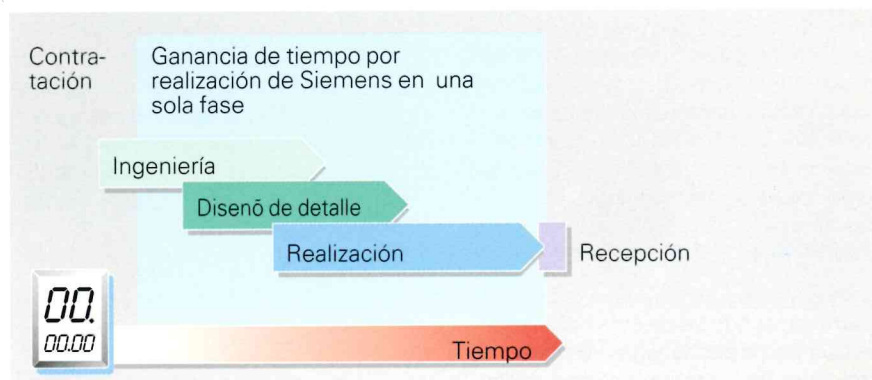 Contra-
tación
Ganancia de tiempo por
realización de Siemens en una
sola fase
Ingeniería
Disenõ de detalle
Realización
Recepción
00.
00.00
Tiempo